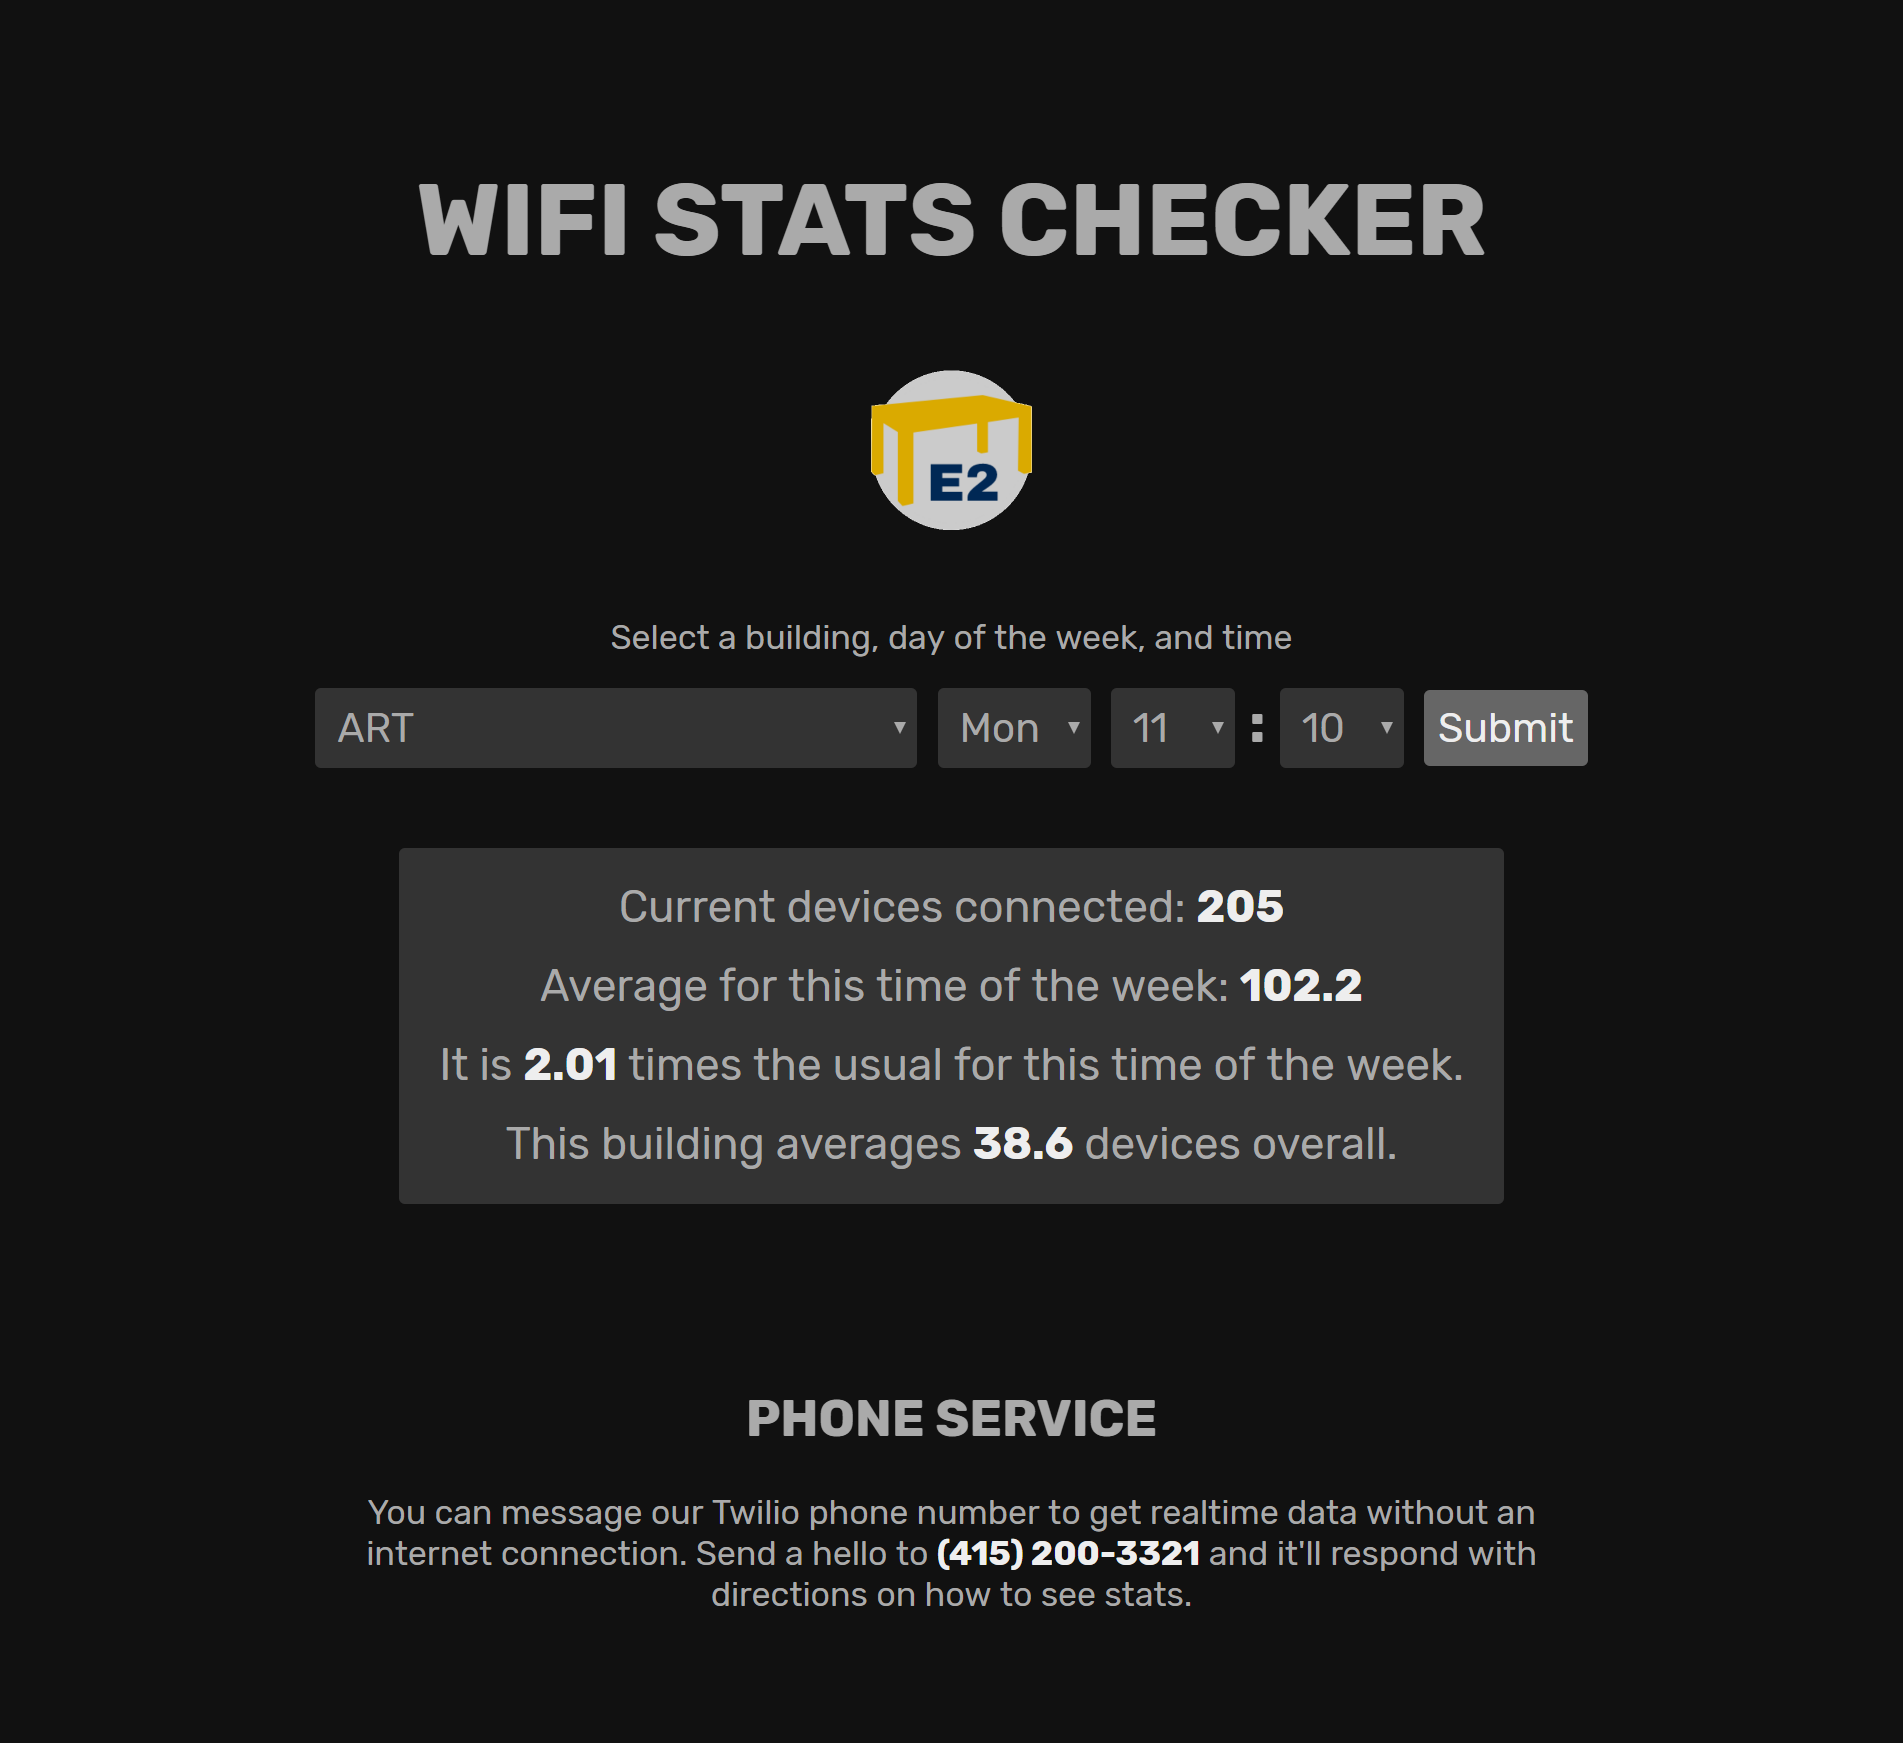 WIFI STATS CHECKER
E2
Select a building, day of the week, and time
ART ▾ Mon ▾ 11 ▾ : 10 ▾ Submit
Current devices connected: 205
Average for this time of the week: 102.2
It is 2.01 times the usual for this time of the week.
This building averages 38.6 devices overall.
PHONE SERVICE
You can message our Twilio phone number to get realtime data without an
internet connection. Send a hello to (415) 200-3321 and it'll respond with
directions on how to see stats.